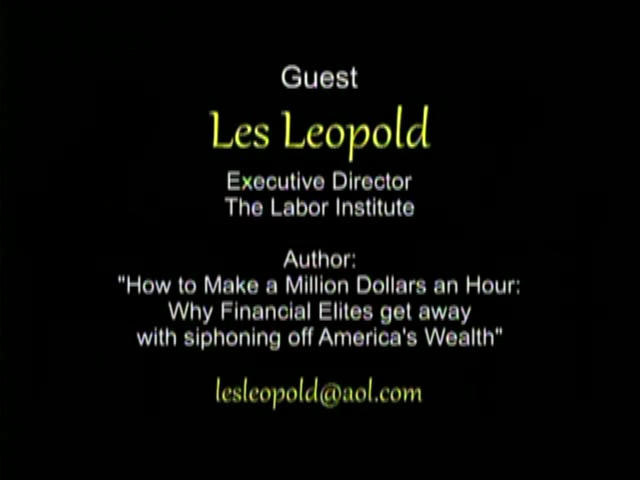 Guest
Les Leopold
Executive Director
The Labor Institute
Author:
"How to Make a Million Dollars an Hour:
Why Financial Elites get away
with siphoning off America's Wealth"
lesleopold@aol.com